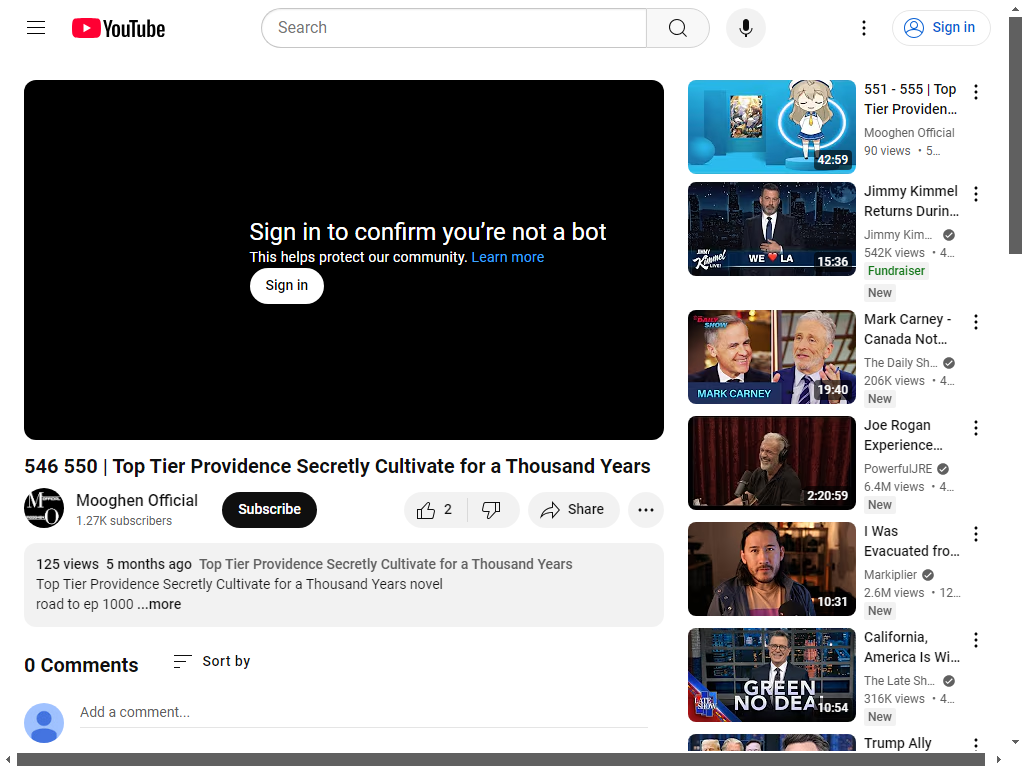 YouTube
Search
Sign in
Sign in to confirm you're not a bot
This helps protect our community. Learn more
Sign in
546 550 | Top Tier Providence Secretly Cultivate for a Thousand Years
Mooghen Official
1.27K subscribers
Subscribe
2
Share
125 views 5 months ago Top Tier Providence Secretly Cultivate for a Thousand Years
Top Tier Providence Secretly Cultivate for a Thousand Years novel
road to ep 1000 ...more
0 Comments
Sort by
Add a comment...
551 - 555 | Top
Tier Providen...
Mooghen Official
90 views • 5...
42:59
Jimmy Kimmel
Returns Durin...
Jimmy Kim...
542K views • 4...
Fundraiser
New
JIMMY
Kimmel
LIVE!
WE ❤ LA
15:36
Mark Carney -
Canada Not...
The Daily Sh...
206K views • 4...
New
THE DAILY
SHOW
MARK CARNEY
19:40
Joe Rogan
Experience...
PowerfulJRE
6.4M views • 4...
New
2:20:59
I Was
Evacuated fro...
Markiplier
2.6M views • 12...
New
10:31
California,
America Is Wi...
The Late Sh...
316K views • 4...
New
LATE SHOW
GREEN
NO DEAL
10:54
Trump Ally